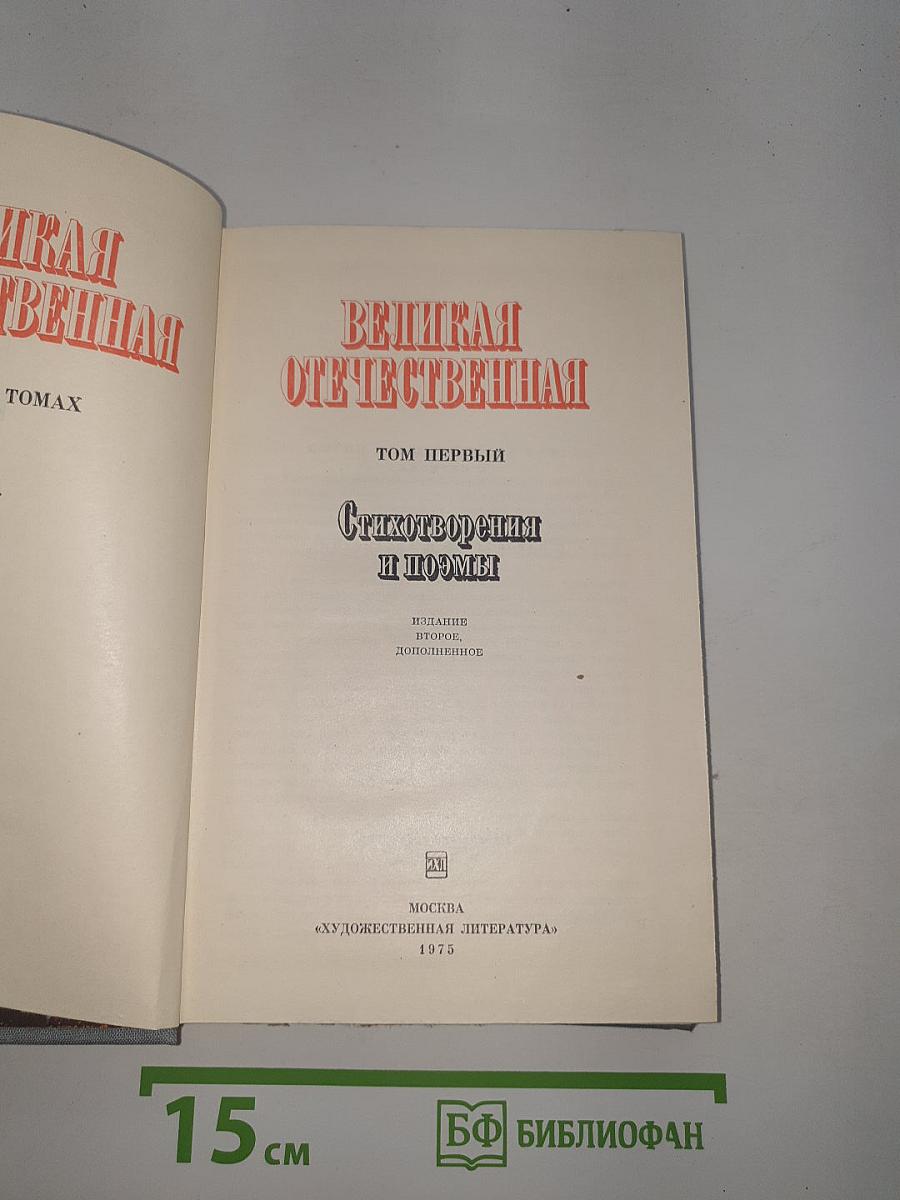 ТОМАХ
ВЕЛИКАЯ
ОТЕЧЕСТВЕННАЯ
ТОМ ПЕРВЫЙ
Стихотворения
и поэмы
ИЗДАНИЕ
ВТОРОЕ,
ДОПОЛНЕННОЕ
МОСКВА
«ХУДОЖЕСТВЕННАЯ ЛИТЕРАТУРА»
1975
15 см
БФ БИБЛИОФАН